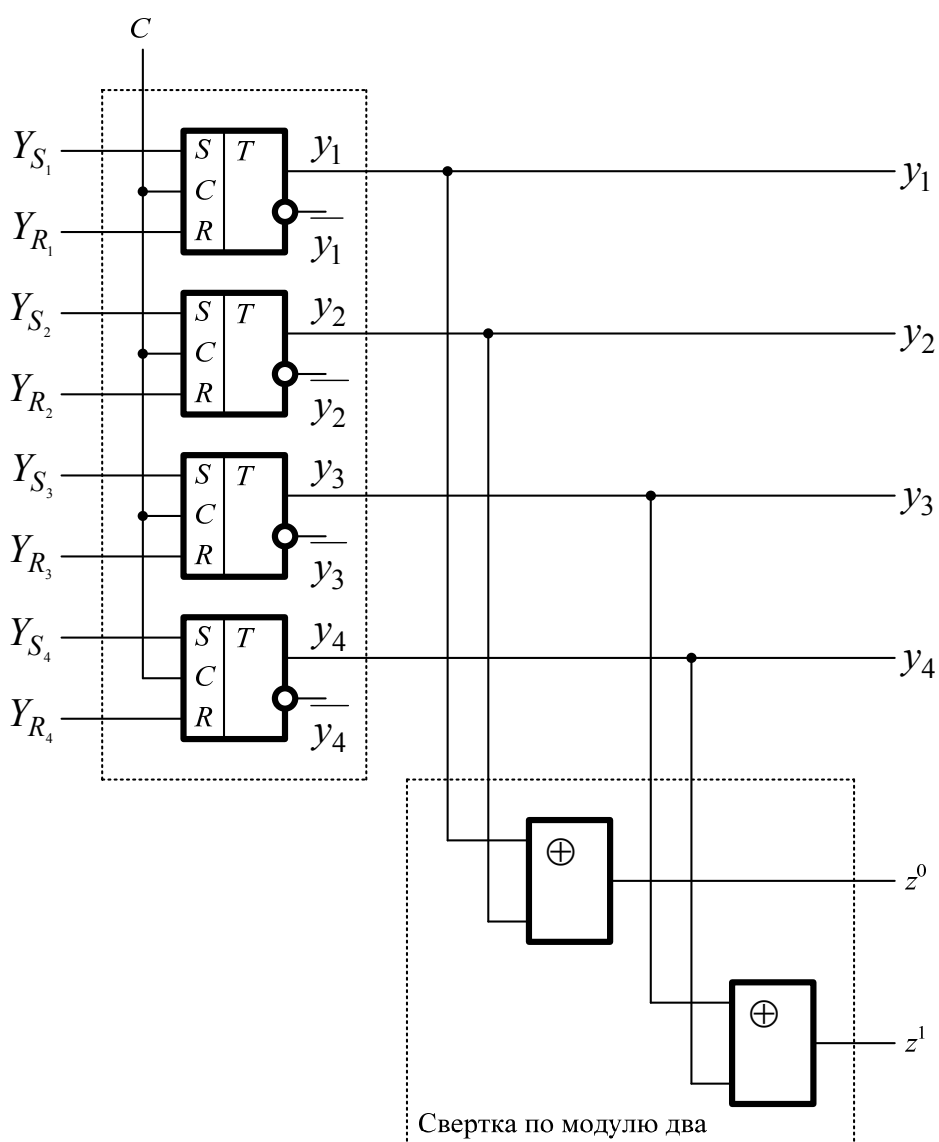 C
Y_{S_1} S T y_1 y_1
C
Y_{R_1} R \overline{y_1}
Y_{S_2} S T y_2 y_2
C
Y_{R_2} R \overline{y_2}
Y_{S_3} S T y_3 y_3
C
Y_{R_3} R \overline{y_3}
Y_{S_4} S T y_4 y_4
C
Y_{R_4} R \overline{y_4}
⊕ z^0
⊕ z^1
Свертка по модулю два